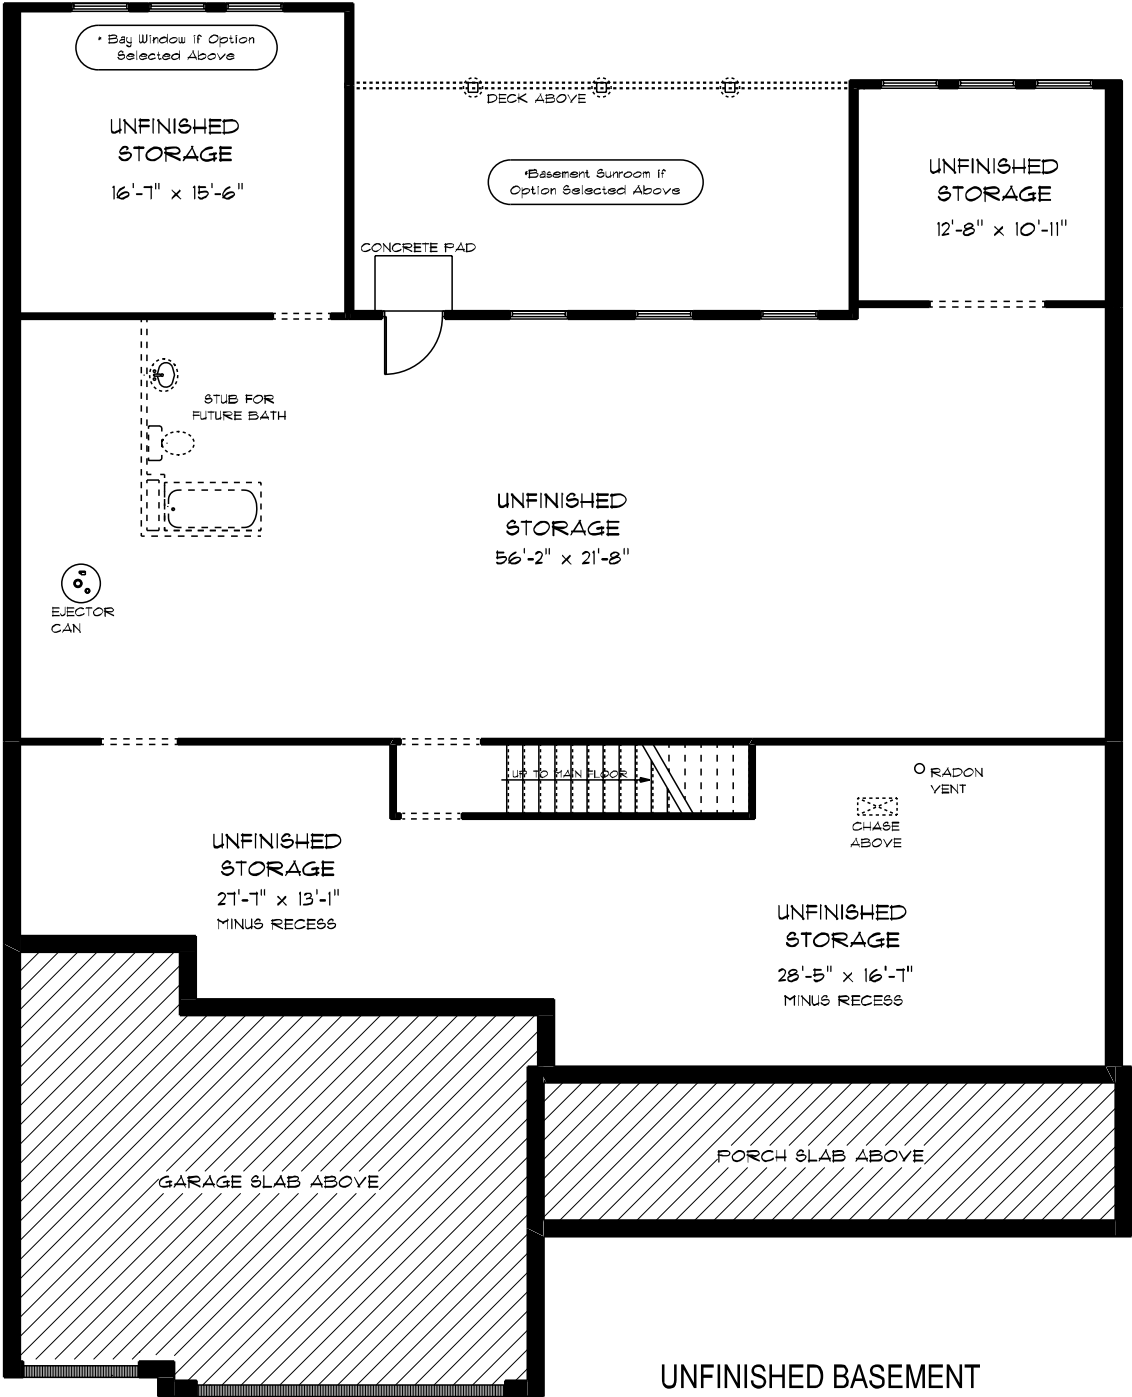 * Bay Window if Option
Selected Above
UNFINISHED
STORAGE
16'-7" x 15'-6"
DECK ABOVE
*Basement Sunroom if
Option Selected Above
UNFINISHED
STORAGE
12'-8" x 10'-11"
CONCRETE PAD
STUB FOR
FUTURE BATH
UNFINISHED
STORAGE
56'-2" x 21'-8"
EJECTOR
CAN
UP TO MAIN FLOOR
RADON
VENT
CHASE
ABOVE
UNFINISHED
STORAGE
27'-7" x 13'-1"
MINUS RECESS
UNFINISHED
STORAGE
28'-5" x 16'-7"
MINUS RECESS
PORCH SLAB ABOVE
GARAGE SLAB ABOVE
UNFINISHED BASEMENT